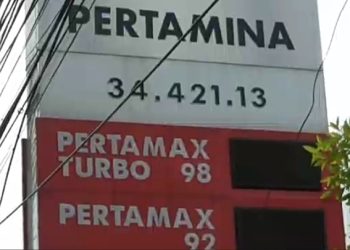 PERTAMINA
34.421.13
PERTAMAX
TURBO 98
PERTAMAX
92